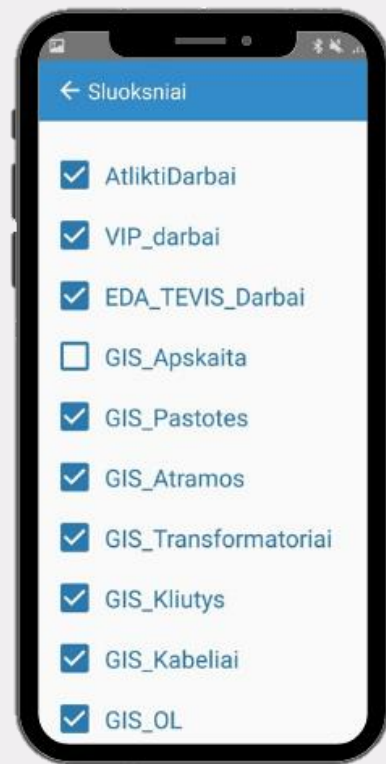 Sluoksniai
AtliktiDarbai
VIP_darbai
EDA_TEVIS_Darbai
GIS_Apskaita
GIS_Pastotes
GIS_Atramos
GIS_Transformatoriai
GIS_Kliutys
GIS_Kabeliai
GIS_OL